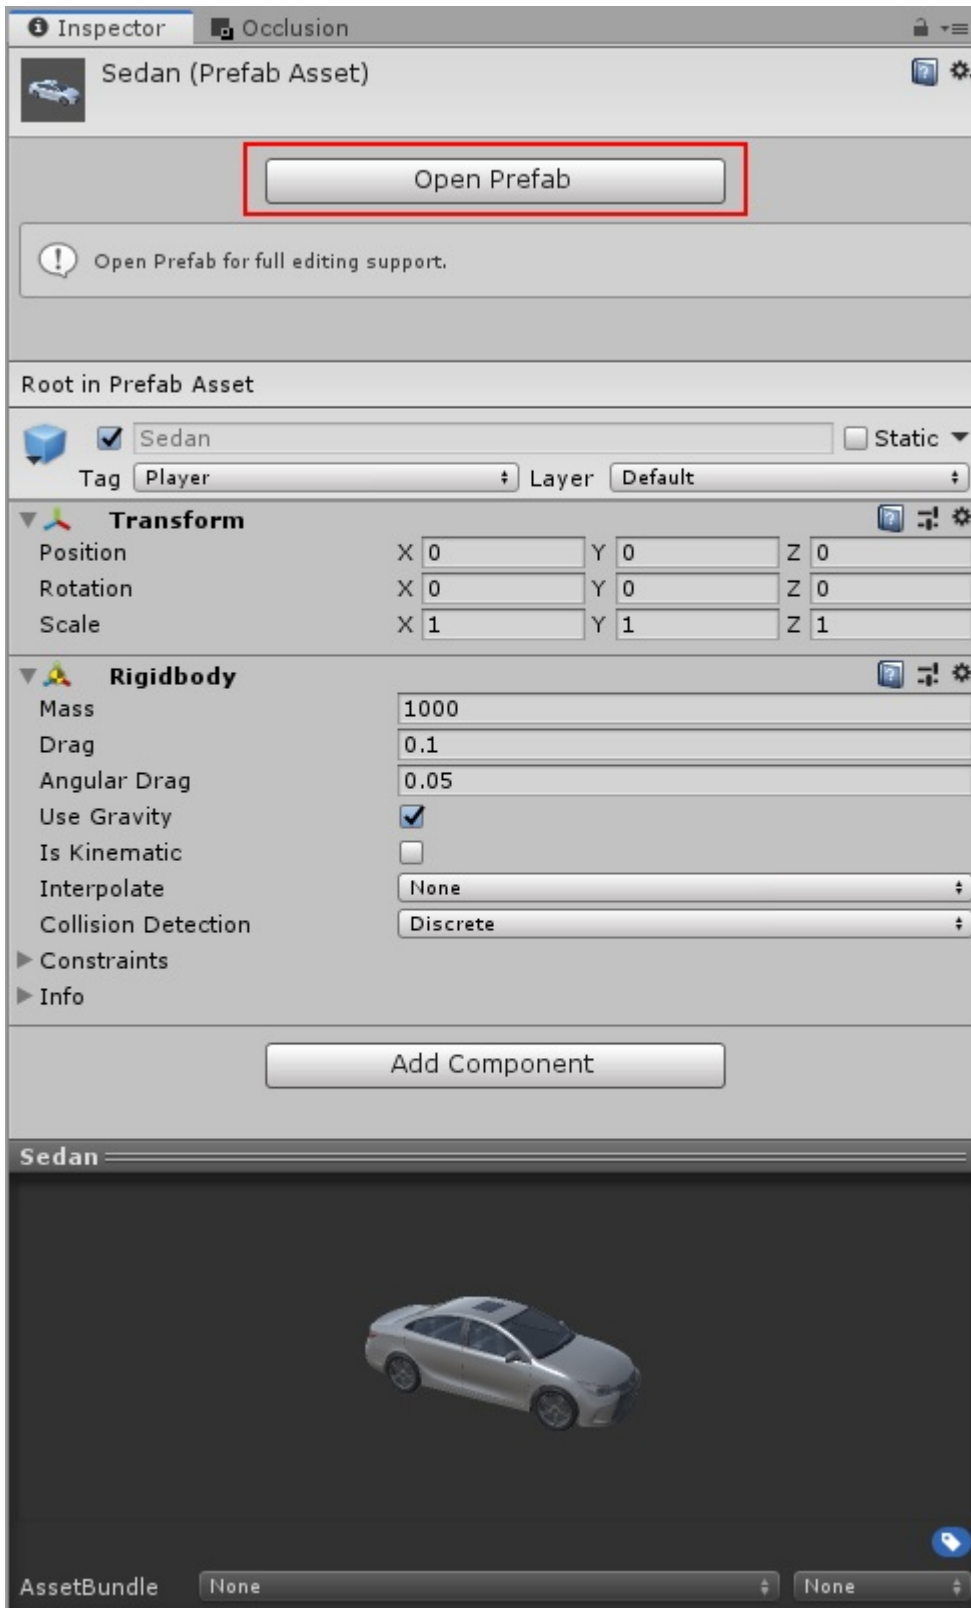 Inspector Occlusion
Sedan (Prefab Asset)
Open Prefab
Open Prefab for full editing support.
Root in Prefab Asset
Sedan Static
Tag Player Layer Default
Transform
Position X 0 Y 0 Z 0
Rotation X 0 Y 0 Z 0
Scale X 1 Y 1 Z 1
Rigidbody
Mass 1000
Drag 0.1
Angular Drag 0.05
Use Gravity
Is Kinematic
Interpolate None
Collision Detection Discrete
Constraints
Info
Add Component
Sedan
AssetBundle None None